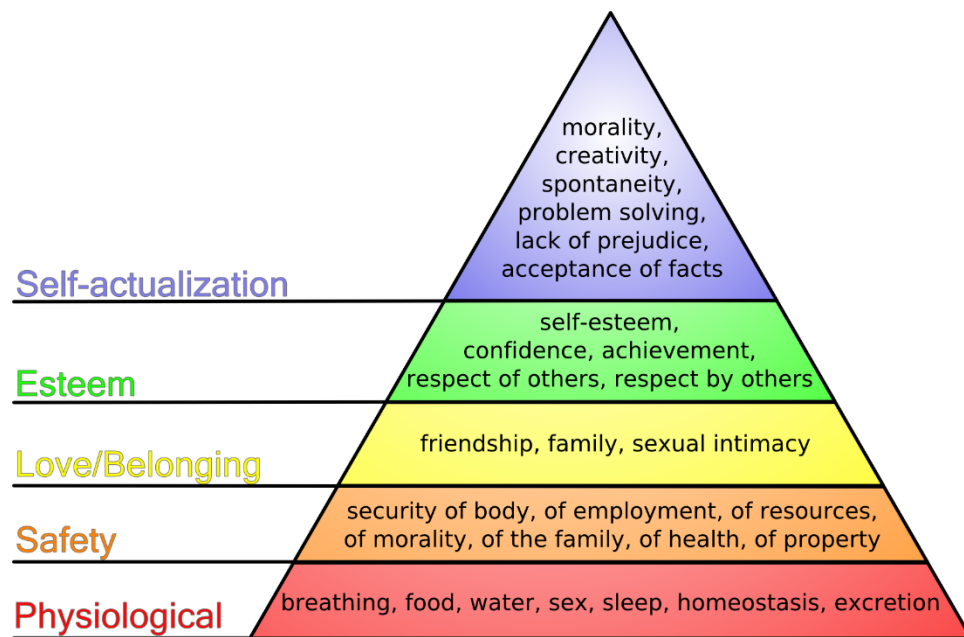 morality,
creativity,
spontaneity,
problem solving,
lack of prejudice,
acceptance of facts
Self-actualization
self-esteem,
confidence, achievement,
respect of others, respect by others
Esteem
friendship, family, sexual intimacy
Love/Belonging
security of body, of employment, of resources,
of morality, of the family, of health, of property
Safety
breathing, food, water, sex, sleep, homeostasis, excretion
Physiological